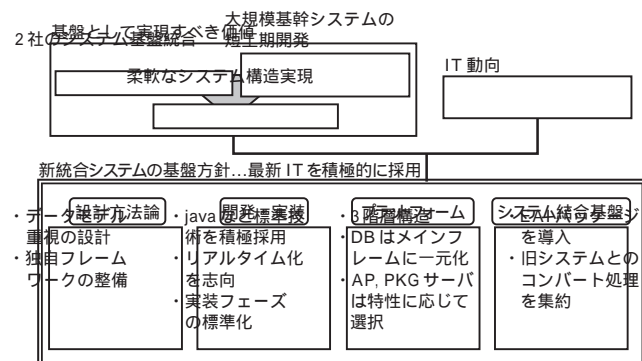 ・基盤として実現すべき価値
2社のシステム基盤統合
大規模基幹システムの
短工期開発
柔軟なシステム構造実現
IT動向
新統合システムの基盤方針…最新ITを積極的に採用
設計方法論
・データモデル
重視の設計
・独自フレーム
ワークの整備
開発・実装
・javaなど標準技
術を積極採用
・リアルタイム化
を志向
・実装フェーズ
の標準化
プラットフォーム
・3階層構造
・DBはメインフ
レームに一元化
・AP, PKGサーバ
は特性に応じて
選択
システム結合基盤
・EAIパッケージ
を導入
・旧システムとの
コンバート処理
を集約